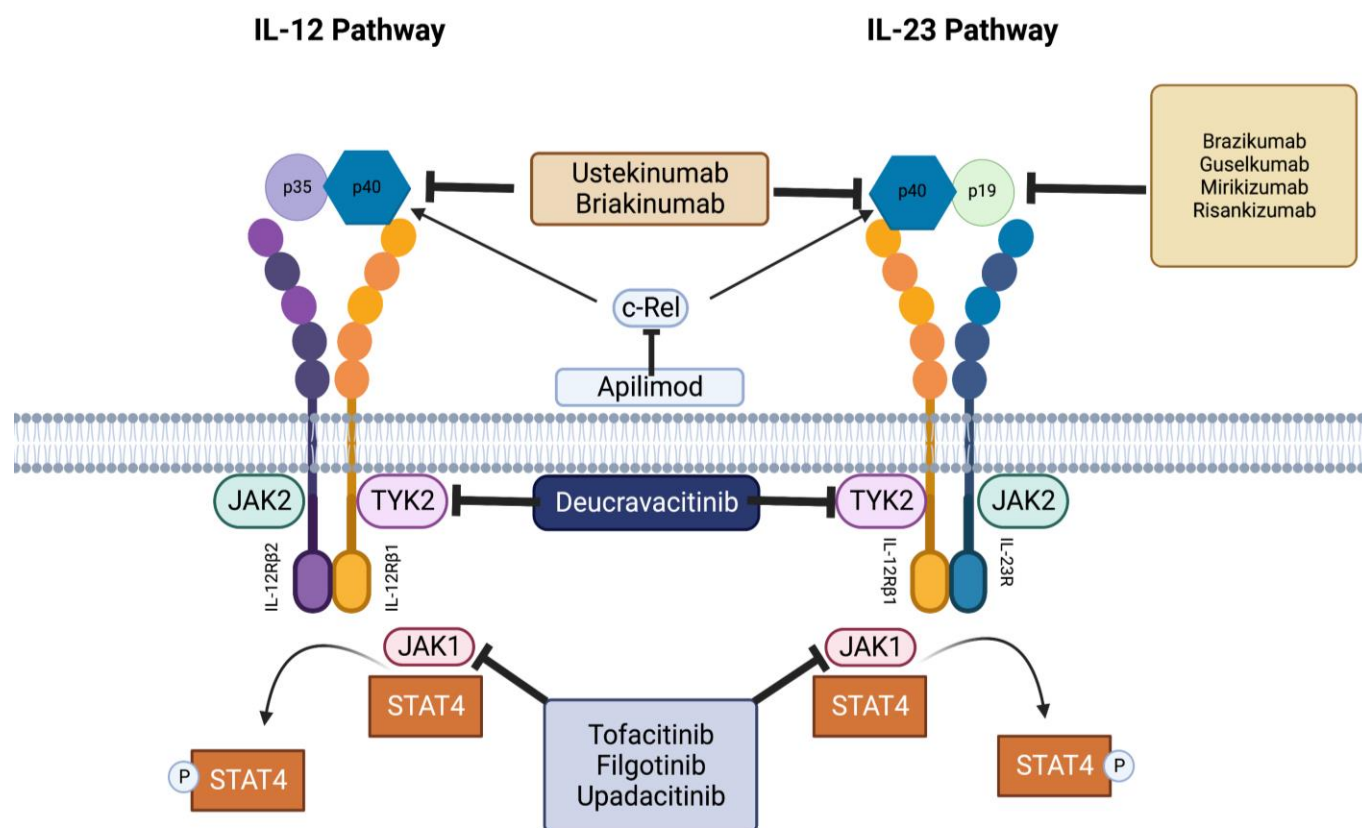 IL-12 Pathway
IL-23 Pathway
p35
p40
Ustekinumab
Briakinumab
p40
p19
Brazikumab
Guselkumab
Mirikizumab
Risankizumab
c-Rel
Apilimod
JAK2
TYK2
Deucravacitinib
TYK2
JAK2
IL-12Rβ2
IL-12Rβ1
IL-12Rβ1
IL-23R
JAK1
STAT4
JAK1
STAT4
Tofacitinib
Filgotinib
Upadacitinib
P
STAT4
STAT4
P